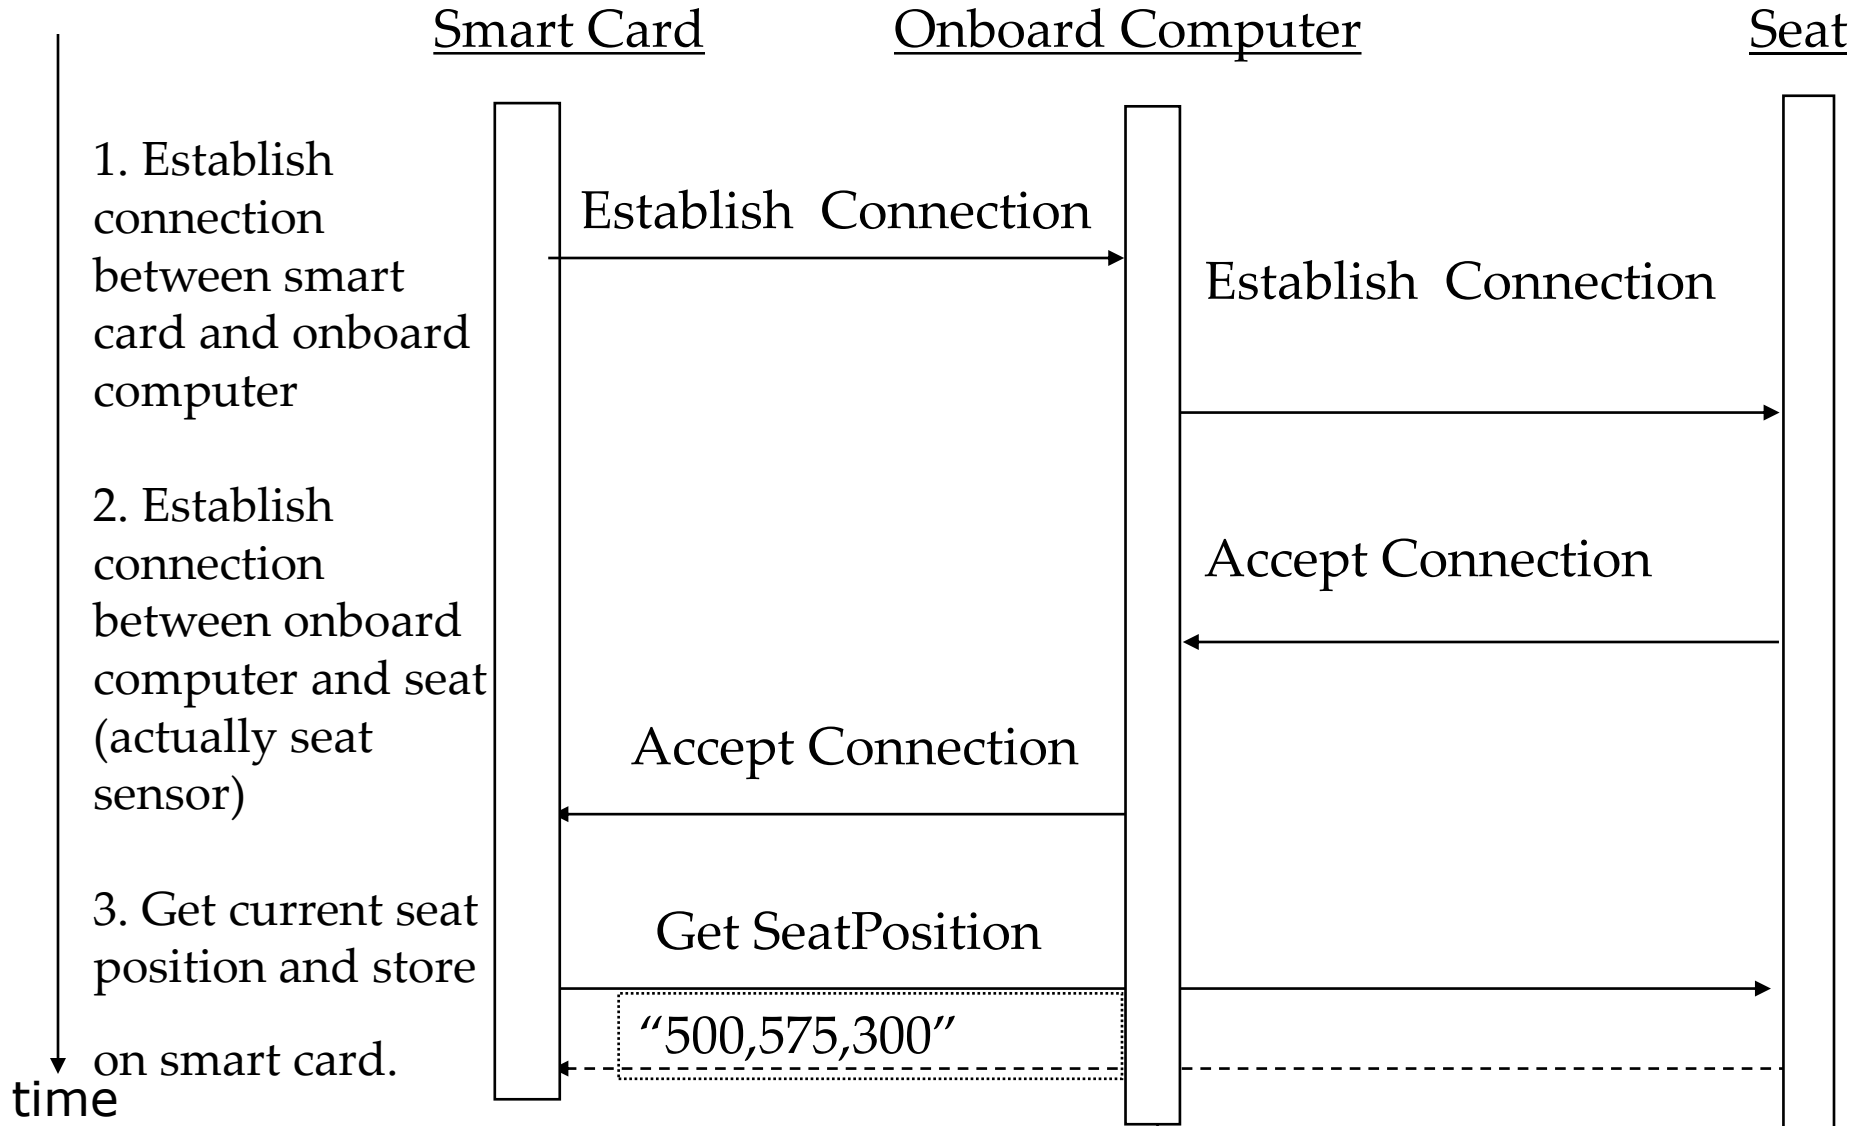 Smart Card
Onboard Computer
Seat
1. Establish
connection
between smart
card and onboard
computer
2. Establish
connection
between onboard
computer and seat
(actually seat
sensor)
3. Get current seat
position and store
on smart card.
time
Establish  Connection
Establish  Connection
Accept Connection
Accept Connection
Get SeatPosition
“500,575,300”